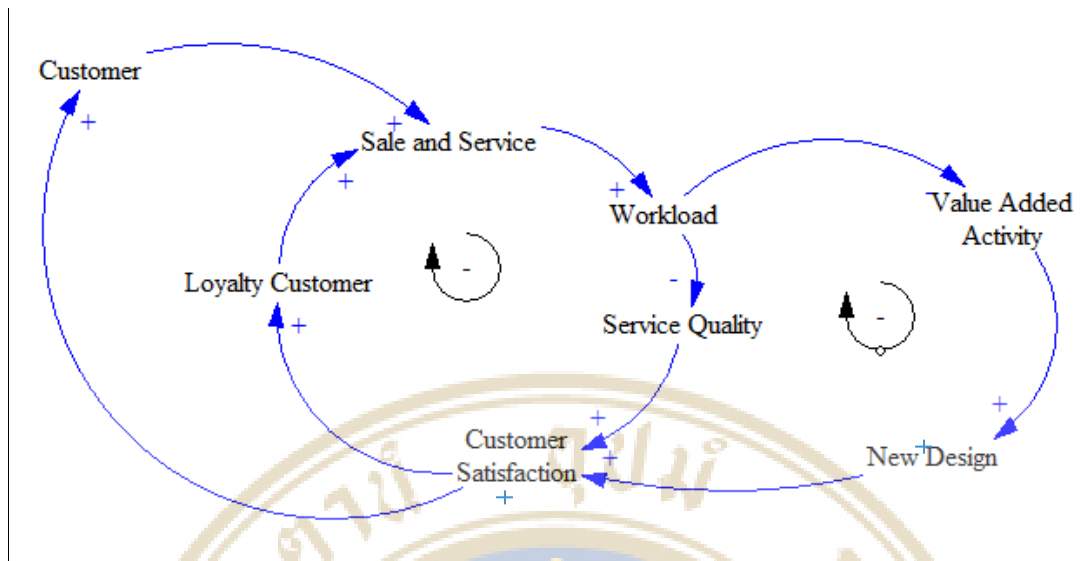 Customer
+
+
Sale and Service
+
+
Workload
-
Value Added
Activity
-
Loyalty Customer
+
-
Service Quality
-
+
+
Customer
Satisfaction
+
+
New Design
+